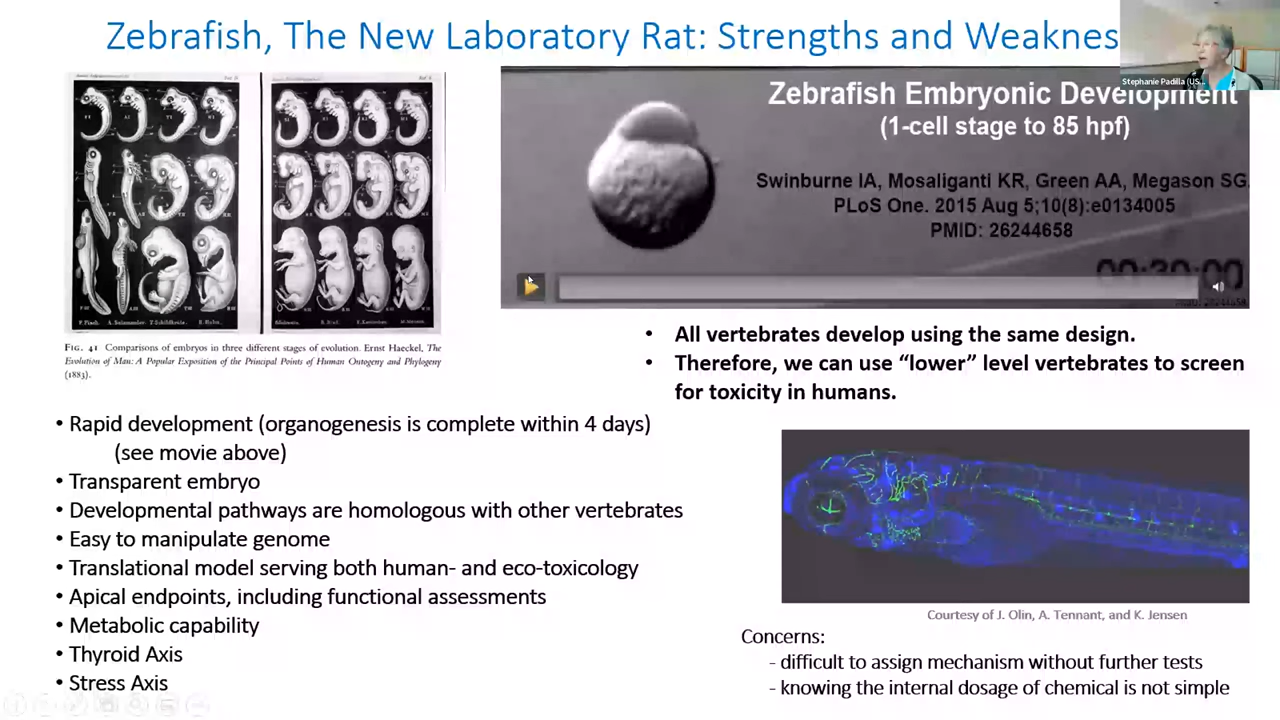 Zebrafish, The New Laboratory Rat: Strengths and Weaknes
Stephanie Padilla (US...
Zebrafish Embryonic Development
(1-cell stage to 85 hpf)
Swinburne IA, Mosaliganti KR, Green AA, Megason SG.
PLoS One. 2015 Aug 5;10(8):e0134005
PMID: 26244658
00:30:00
FIG. 41 Comparisons of embryos in three different stages of evolution. Ernst Haeckel, The
Evolution of Man: A Popular Exposition of the Principal Points of Human Ontogeny and Phylogeny
(1883).
• All vertebrates develop using the same design.
• Therefore, we can use “lower” level vertebrates to screen
for toxicity in humans.
• Rapid development (organogenesis is complete within 4 days)
(see movie above)
• Transparent embryo
• Developmental pathways are homologous with other vertebrates
• Easy to manipulate genome
• Translational model serving both human- and eco-toxicology
• Apical endpoints, including functional assessments
• Metabolic capability
• Thyroid Axis
• Stress Axis
Courtesy of J. Olin, A. Tennant, and K. Jensen
Concerns:
- difficult to assign mechanism without further tests
- knowing the internal dosage of chemical is not simple